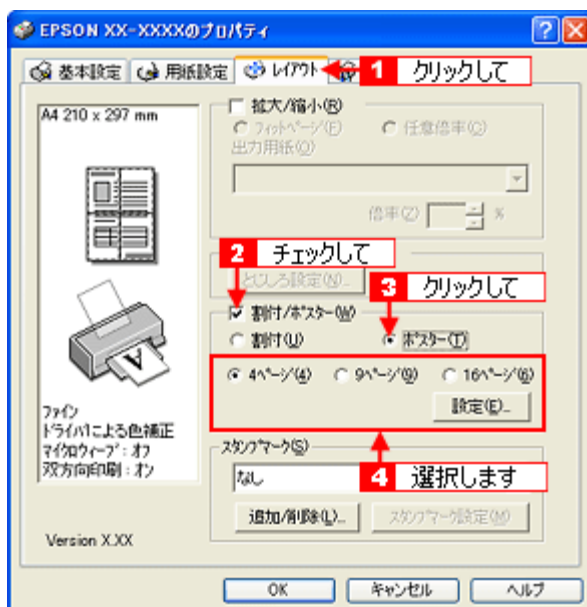 EPSON XX-XXXXのプロパティ
基本設定 用紙設定 レイアウト
1 クリックして
A4 210 x 297 mm
拡大/縮小(R)
フィットページ(F) 任意倍率(C)
出力用紙(O)
倍率(Z) %
2 チェックして
とじしろ設定(N)...
3 クリックして
割付/ポスター(W)
割付(U) ポスター(T)
4ページ(4) 9ページ(9) 16ページ(6)
設定(E)...
4 選択します
ファイン
ドライバによる色補正
マイクロウィーブ：オフ
双方向印刷：オン
Version X.XX
スタンプマーク(S)
なし
追加/削除(L)... スタンプマーク設定(M)
OK キャンセル ヘルプ